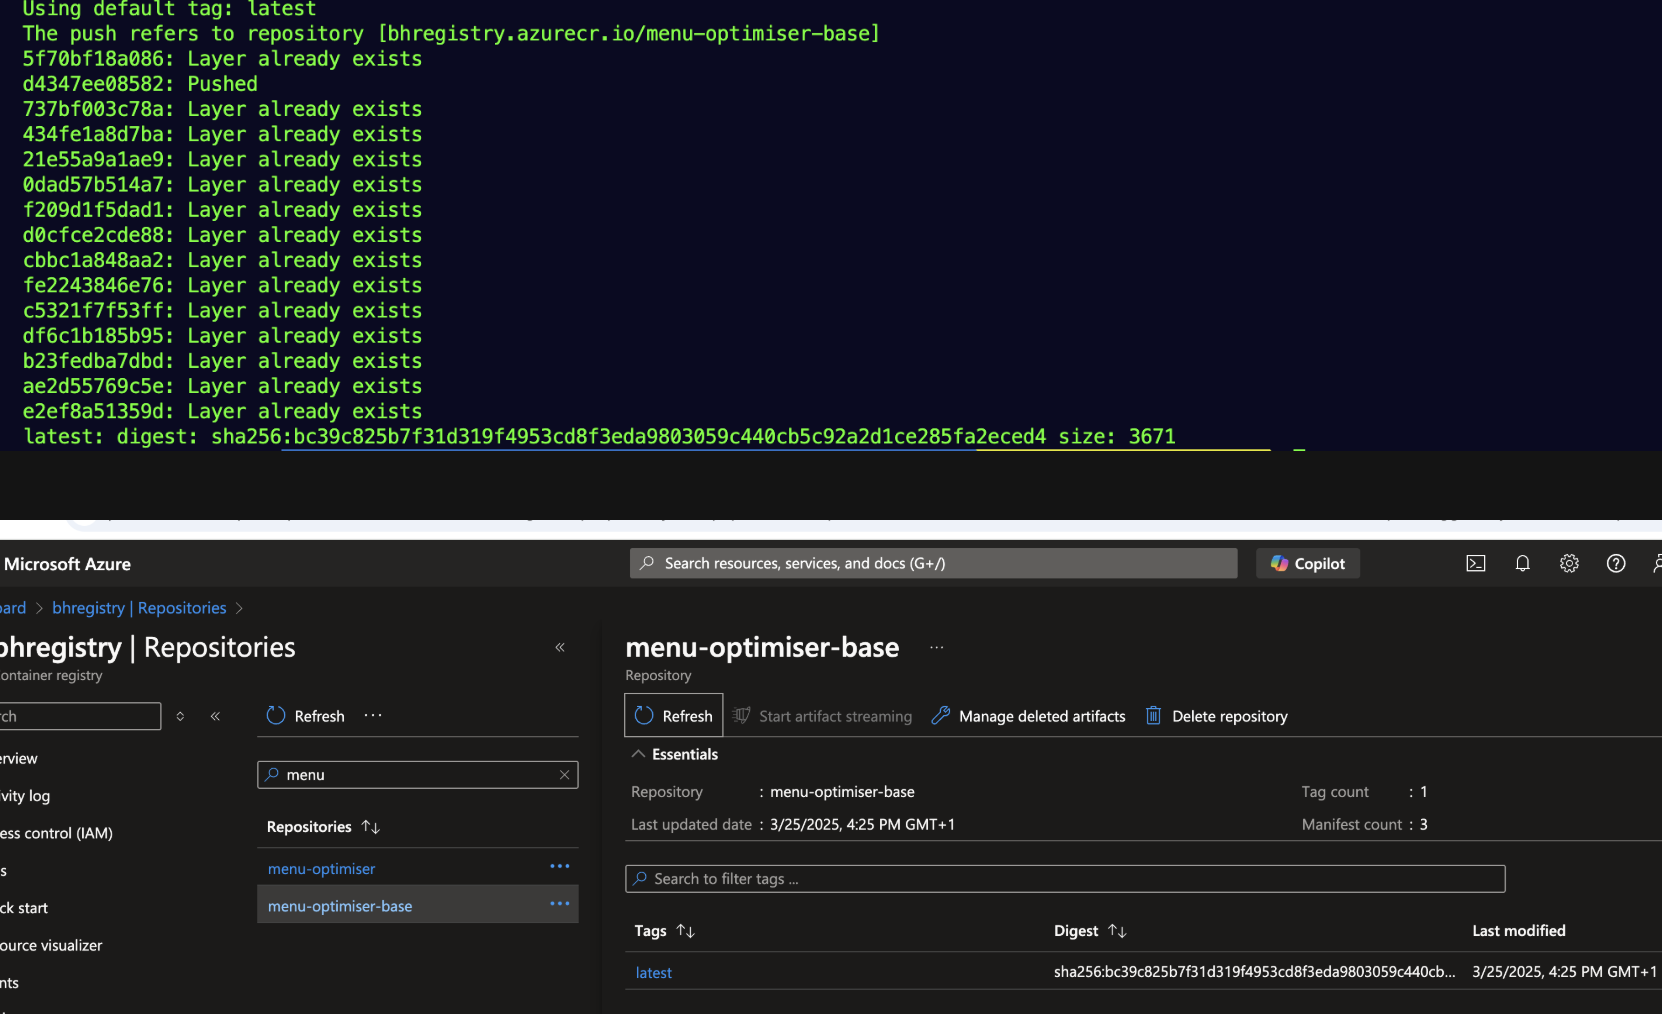 Using default tag: latest
The push refers to repository [bhregistry.azurecr.io/menu-optimiser-base]
5f70bf18a086: Layer already exists
d4347ee08582: Pushed
737bf003c78a: Layer already exists
434fe1a8d7ba: Layer already exists
21e55a9a1ae9: Layer already exists
0dad57b514a7: Layer already exists
f209d1f5dad1: Layer already exists
d0cfce2cde88: Layer already exists
cbbc1a848aa2: Layer already exists
fe2243846e76: Layer already exists
c5321f7f53ff: Layer already exists
df6c1b185b95: Layer already exists
b23fedba7dbd: Layer already exists
ae2d55769c5e: Layer already exists
e2ef8a51359d: Layer already exists
latest: digest: sha256:bc39c825b7f31d319f4953cd8f3eda9803059c440cb5c92a2d1ce285fa2eced4 size: 3671
Microsoft Azure
Search resources, services, and docs (G+/)
Copilot
oard > bhregistry | Repositories >
bhregistry | Repositories
ontainer registry
rch
erview
ivity log
ess control (IAM)
s
ck start
ource visualizer
nts
Refresh ...
menu
Repositories
menu-optimiser
menu-optimiser-base
menu-optimiser-base ...
Repository
Refresh
Start artifact streaming
Manage deleted artifacts
Delete repository
Essentials
Repository : menu-optimiser-base
Tag count : 1
Last updated date : 3/25/2025, 4:25 PM GMT+1
Manifest count : 3
Search to filter tags ...
Tags Digest Last modified
latest sha256:bc39c825b7f31d319f4953cd8f3eda9803059c440cb... 3/25/2025, 4:25 PM GMT+1